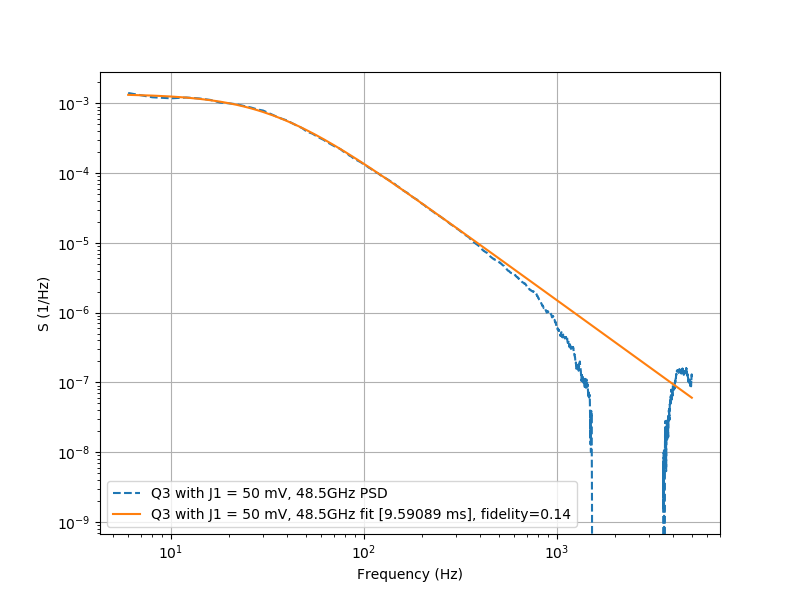 10⁻³
10⁻⁴
10⁻⁵
10⁻⁶
10⁻⁷
10⁻⁸
10⁻⁹
S (1/Hz)
Q3 with J1 = 50 mV, 48.5GHz PSD
Q3 with J1 = 50 mV, 48.5GHz fit [9.59089 ms], fidelity=0.14
10¹ 10² 10³
Frequency (Hz)